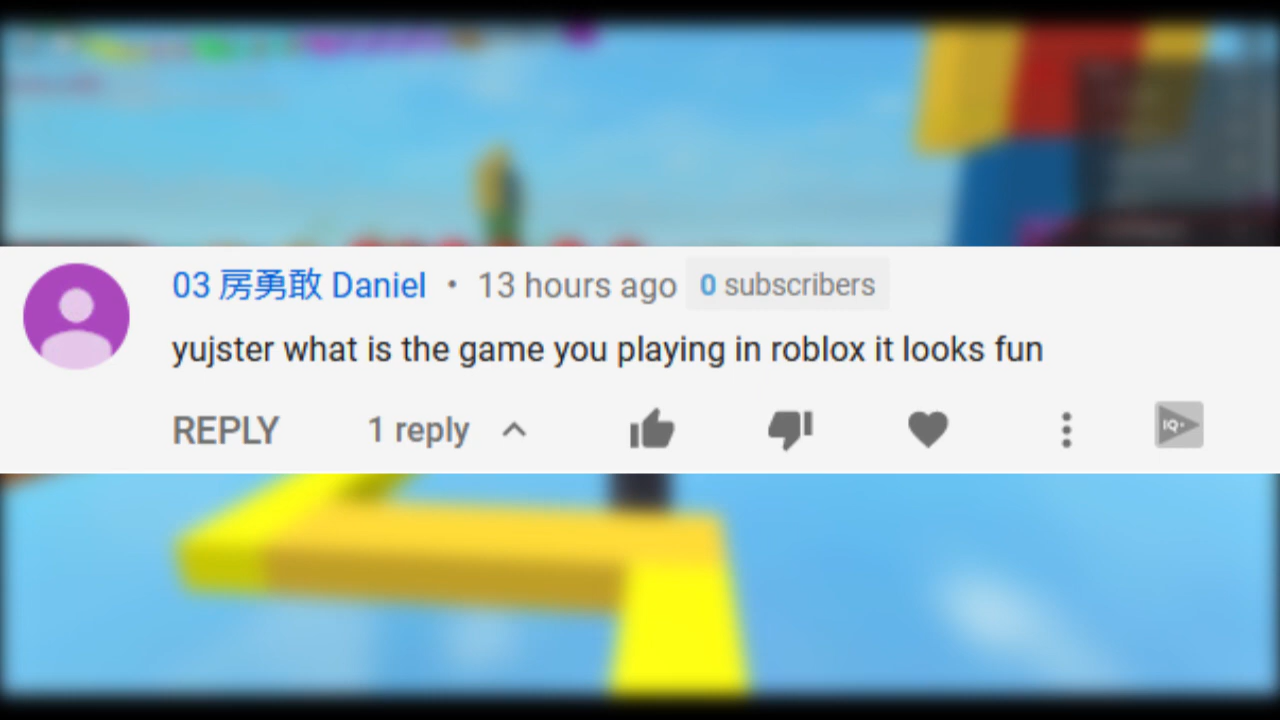 03 房勇敢 Daniel • 13 hours ago 0 subscribers
yujster what is the game you playing in roblox it looks fun
REPLY 1 reply
IQ